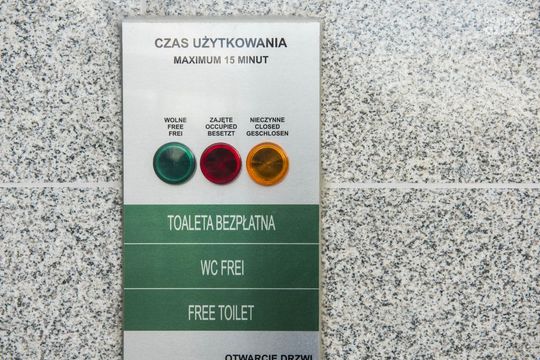 CZAS UŻYTKOWANIA
MAXIMUM 15 MINUT
WOLNE
FREE
FREI
ZAJĘTE
OCCUPIED
BESETZT
NIECZYNNE
CLOSED
GESCHLOSEN
TOALETA BEZPŁATNA
WC FREI
FREE TOILET
OTWARCIE DRZWI